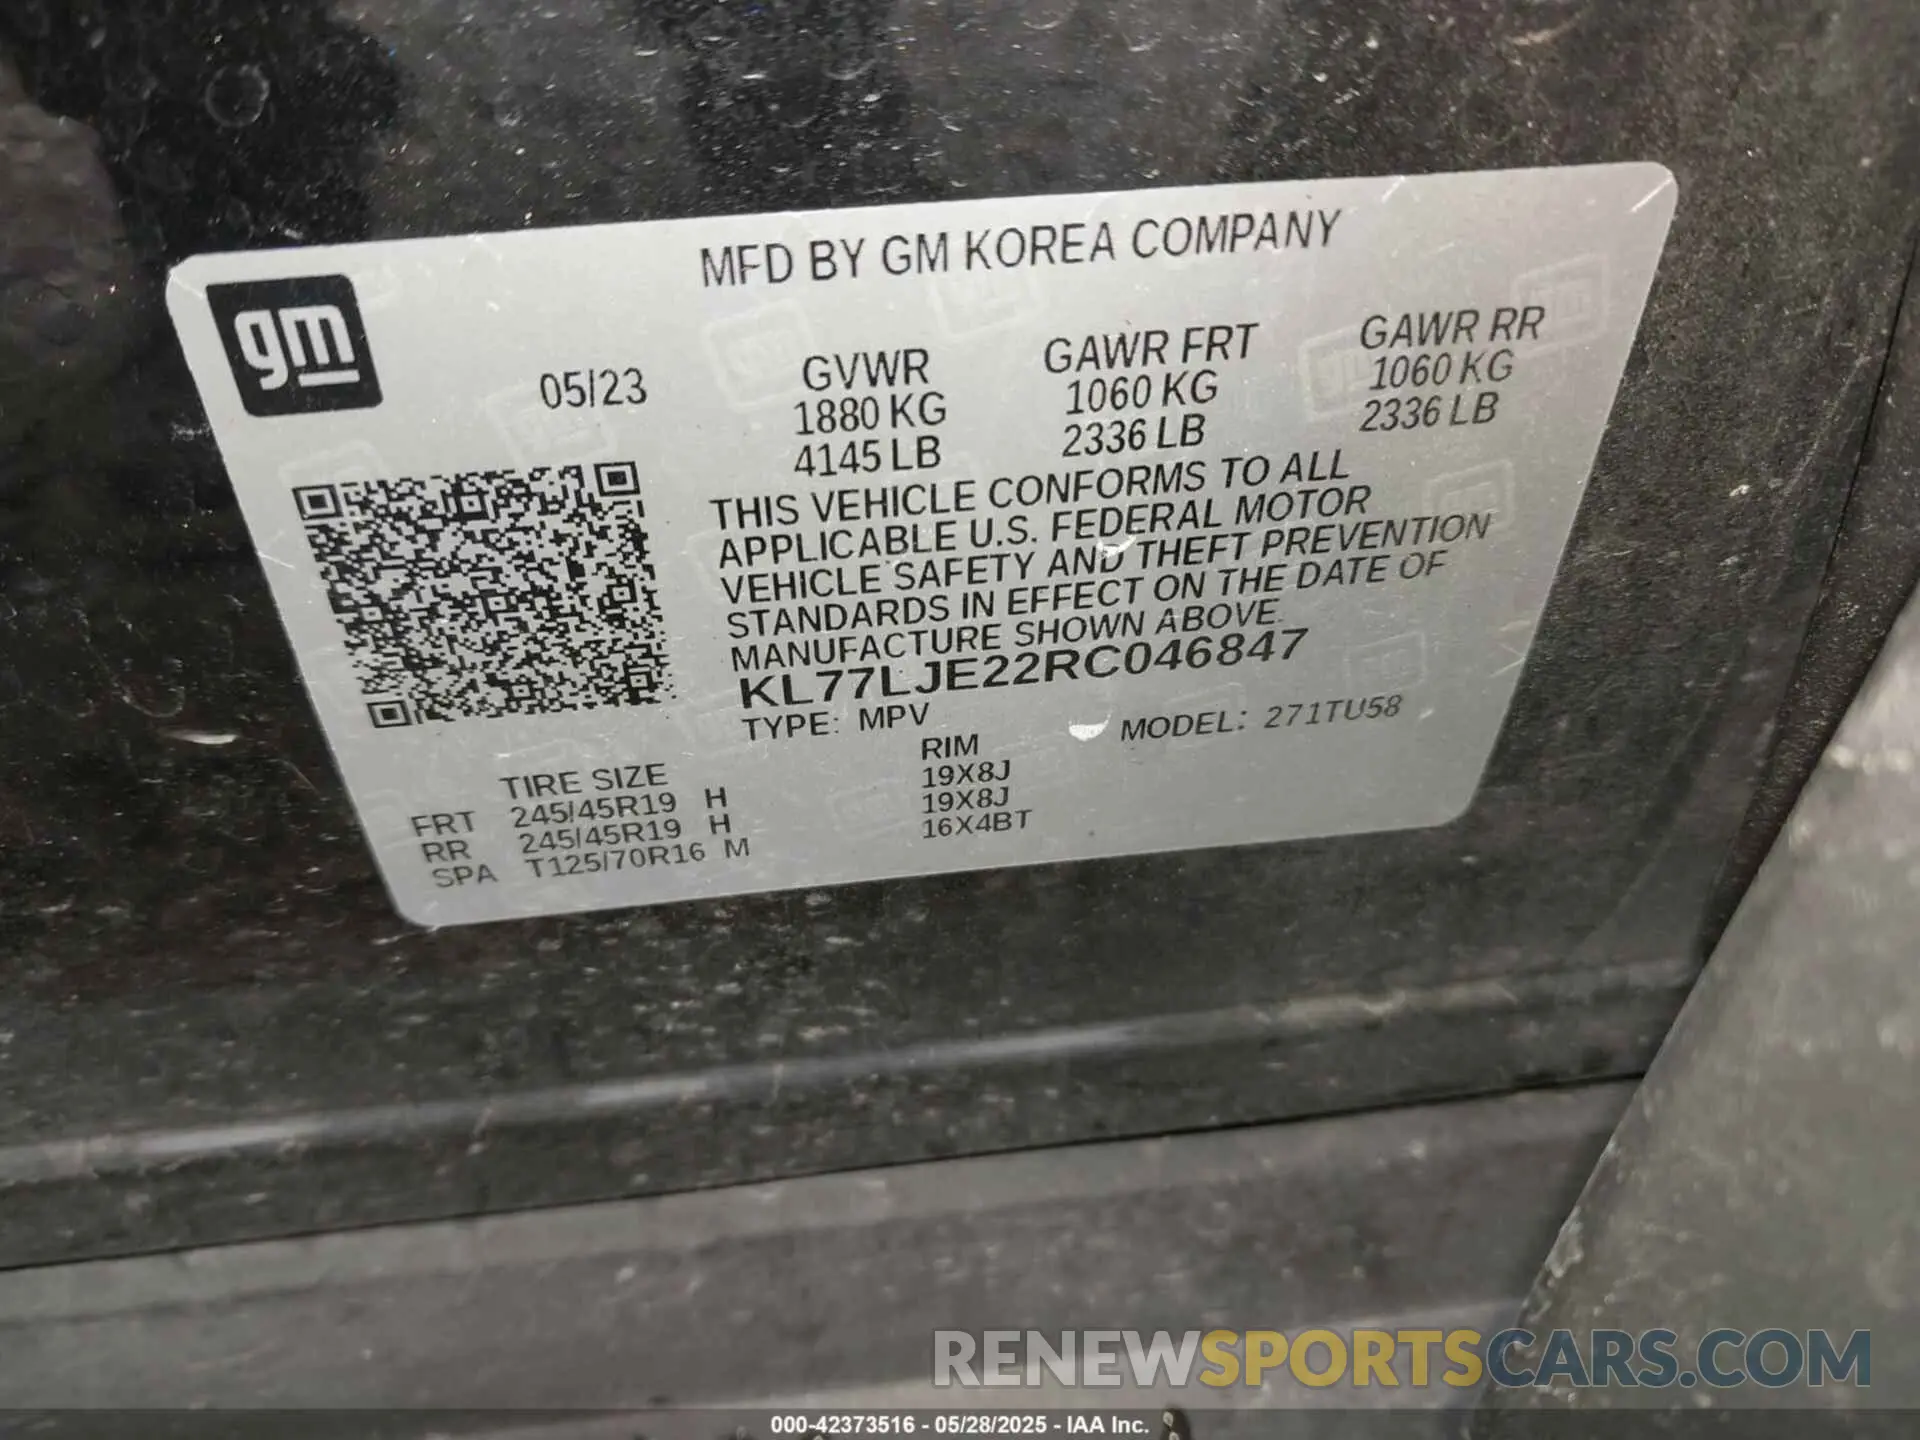 MFD BY GM KOREA COMPANY
gm
05/23
GVWR GAWR FRT GAWR RR
1880 KG 1060 KG 1060 KG
4145 LB 2336 LB 2336 LB
THIS VEHICLE CONFORMS TO ALL
APPLICABLE U.S. FEDERAL MOTOR
VEHICLE SAFETY AND THEFT PREVENTION
STANDARDS IN EFFECT ON THE DATE OF
MANUFACTURE SHOWN ABOVE.
KL77LJE22RC046847
TYPE: MPV MODEL: 271TU58
TIRE SIZE RIM
FRT 245/45R19 H 19X8J
RR 245/45R19 H 19X8J
SPA T125/70R16 M 16X4BT
RENEWSPORTSCARS.COM
000-42373516 - 05/28/2025 - IAA Inc.